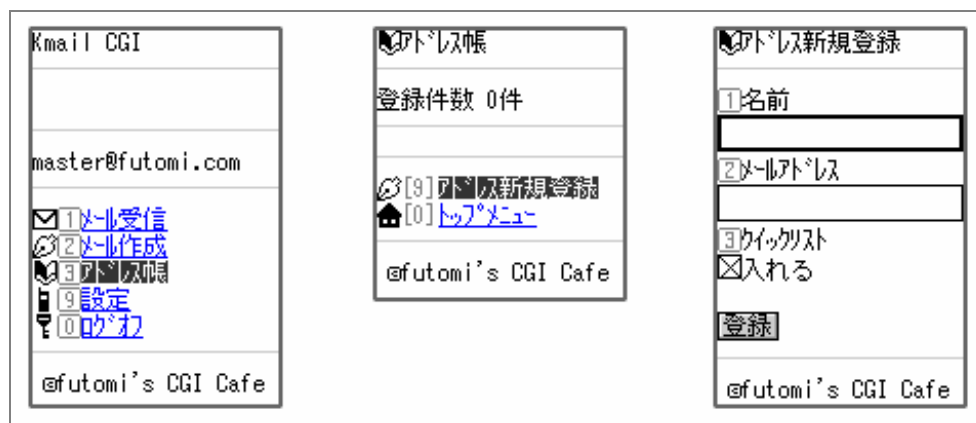 Kmail CGI
master@futomi.com
1メール受信
2メール作成
3アドレス帳
9設定
0ログオフ
@futomi's CGI Cafe
アドレス帳
登録件数 0件
[9]アドレス新規登録
[0]トップメニュー
@futomi's CGI Cafe
アドレス新規登録
1名前
2メールアドレス
3クイックリスト
入れる
登録
@futomi's CGI Cafe